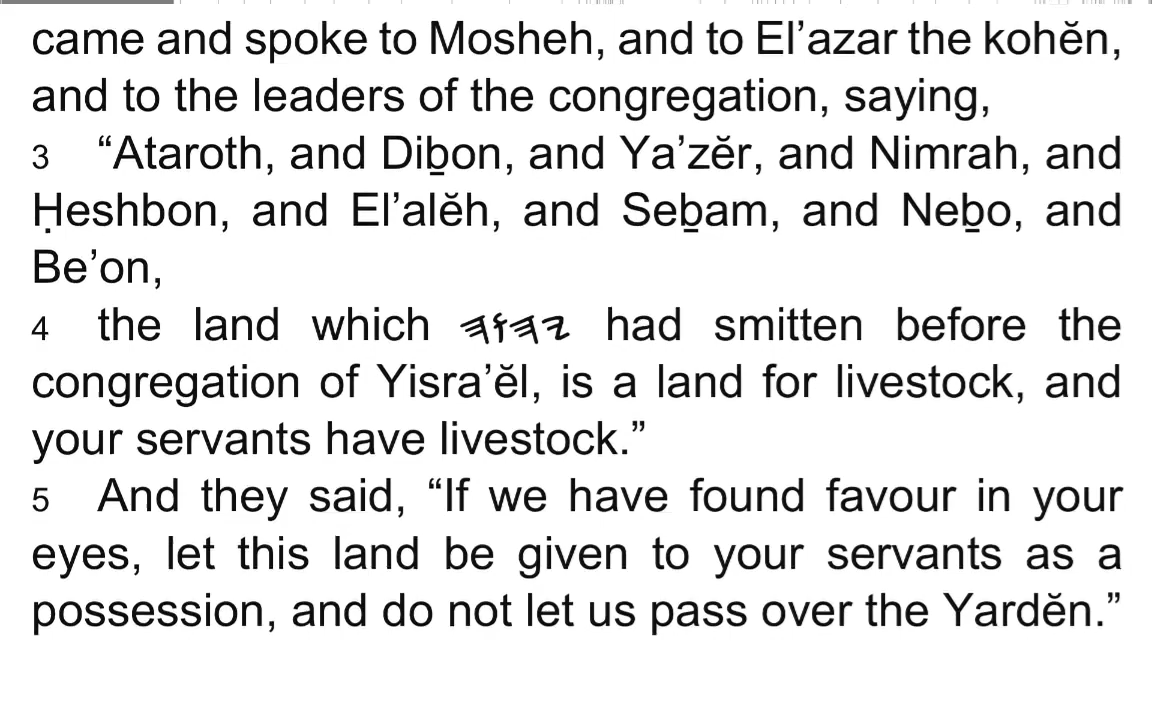 came and spoke to Mosheh, and to El’azar the kohĕn,
and to the leaders of the congregation, saying,
3 “Ataroth, and Diḇon, and Ya’zĕr, and Nimrah, and
Ḥeshbon, and El’alĕh, and Seḇam, and Neḇo, and
Be’on,
4 the land which 𐤉𐤄𐤅𐤄 had smitten before the
congregation of Yisra’ĕl, is a land for livestock, and
your servants have livestock.”
5 And they said, “If we have found favour in your
eyes, let this land be given to your servants as a
possession, and do not let us pass over the Yardĕn.”